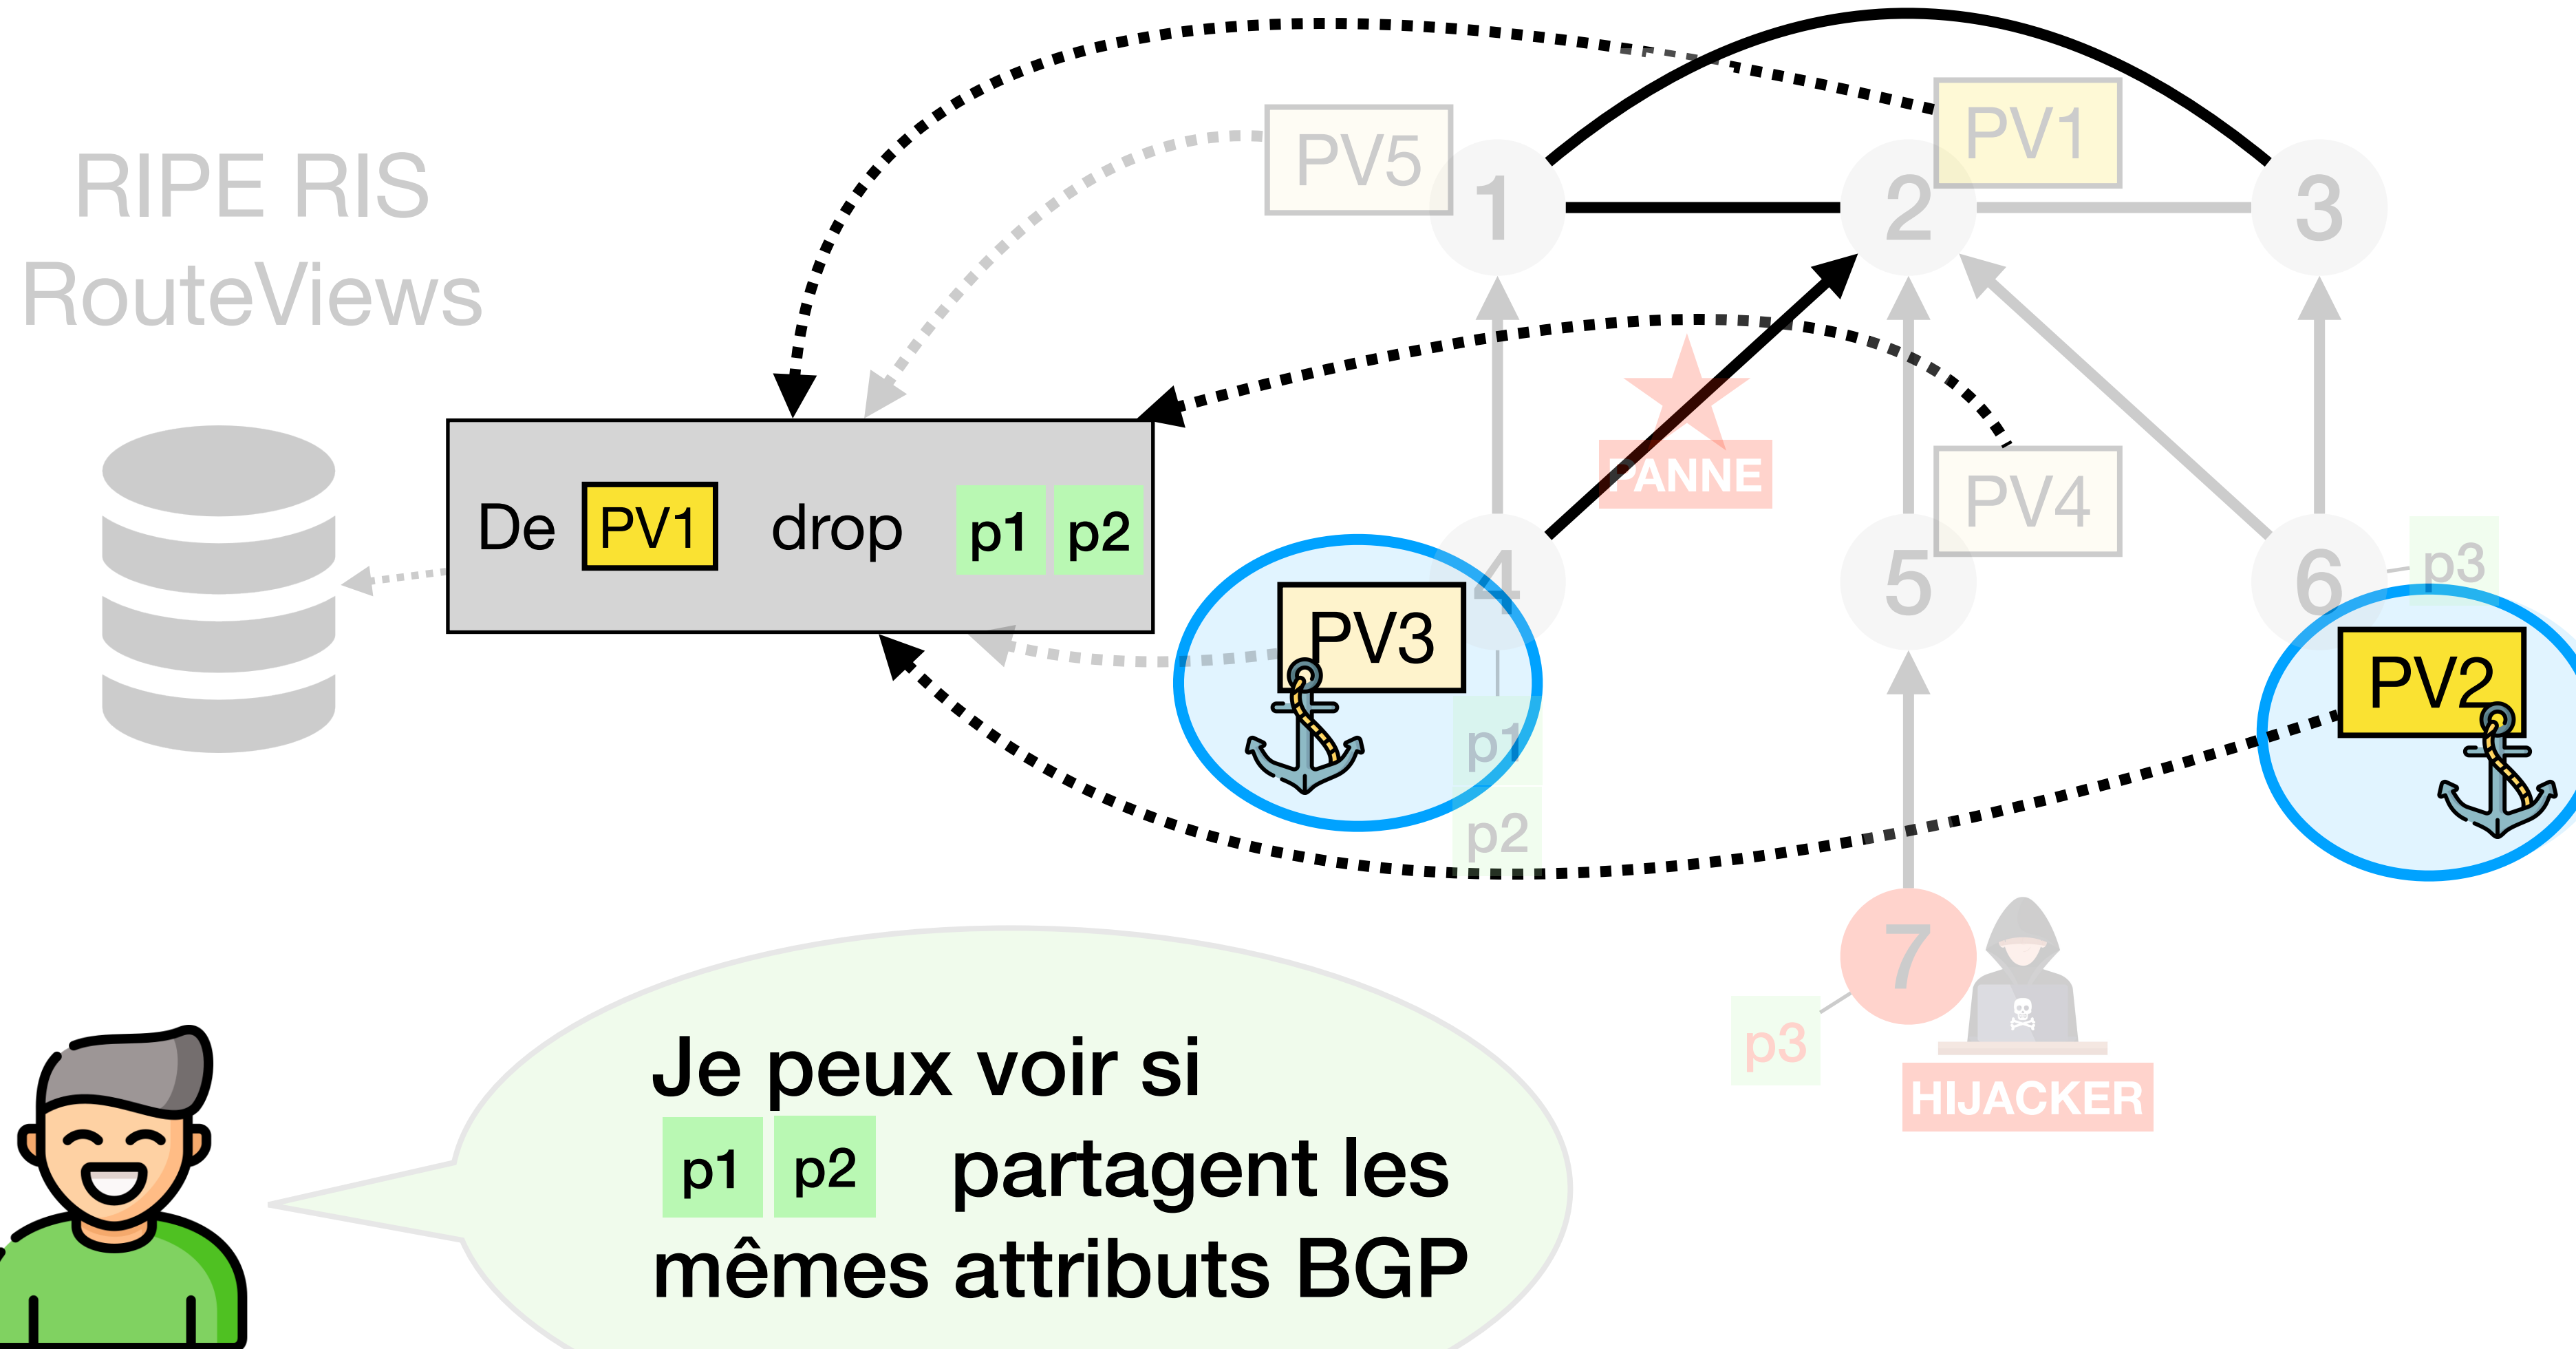 RIPE RIS
RouteViews
PV5
1
2
PV1
3
PANNE
De PV1 drop p1 p2
4
PV3
p1
p2
5
PV4
6
p3
PV2
7
p3
HIJACKER
Je peux voir si
p1 p2 partagent les
mêmes attributs BGP